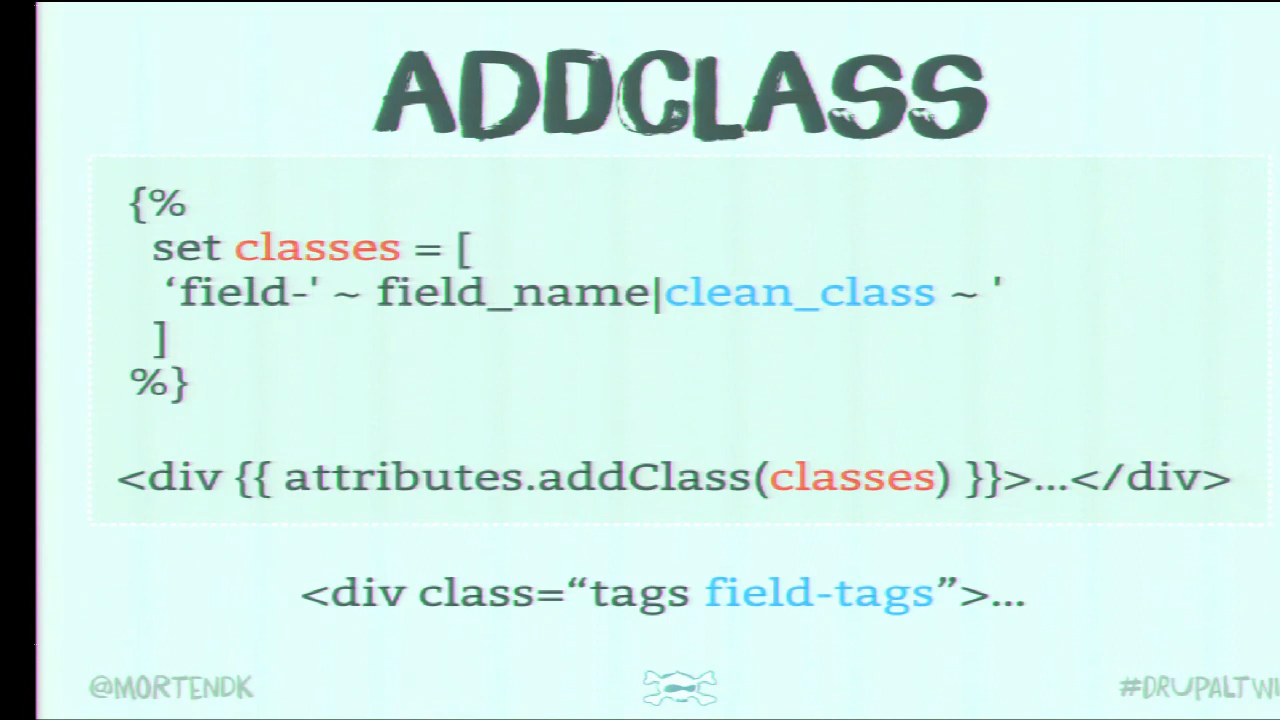 ADDCLASS
{%
set classes = [
‘field-' ~ field_name|clean_class ~ '
]
%}
<div {{ attributes.addClass(classes) }}>...</div>
<div class=“tags field-tags”>...
@MORTENDK